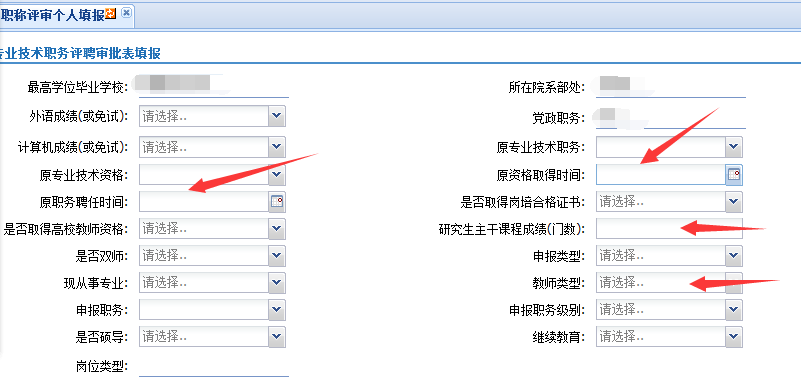 职称评审个人填报
专业技术职务评聘审批表填报
最高学位毕业学校: 所在院系部处:
外语成绩(或免试): 请选择.. 党政职务:
计算机成绩(或免试): 请选择.. 原专业技术职务:
原专业技术资格: 原资格取得时间:
原职务聘任时间: 是否取得岗培合格证书: 请选择..
是否取得高校教师资格: 请选择.. 研究生主干课程成绩(门数):
是否双师: 请选择.. 申报类型: 请选择..
现从事专业: 请选择.. 教师类型: 请选择..
申报职务: 申报职务级别: 请选择..
是否硕导: 请选择.. 继续教育: 请选择..
岗位类型: